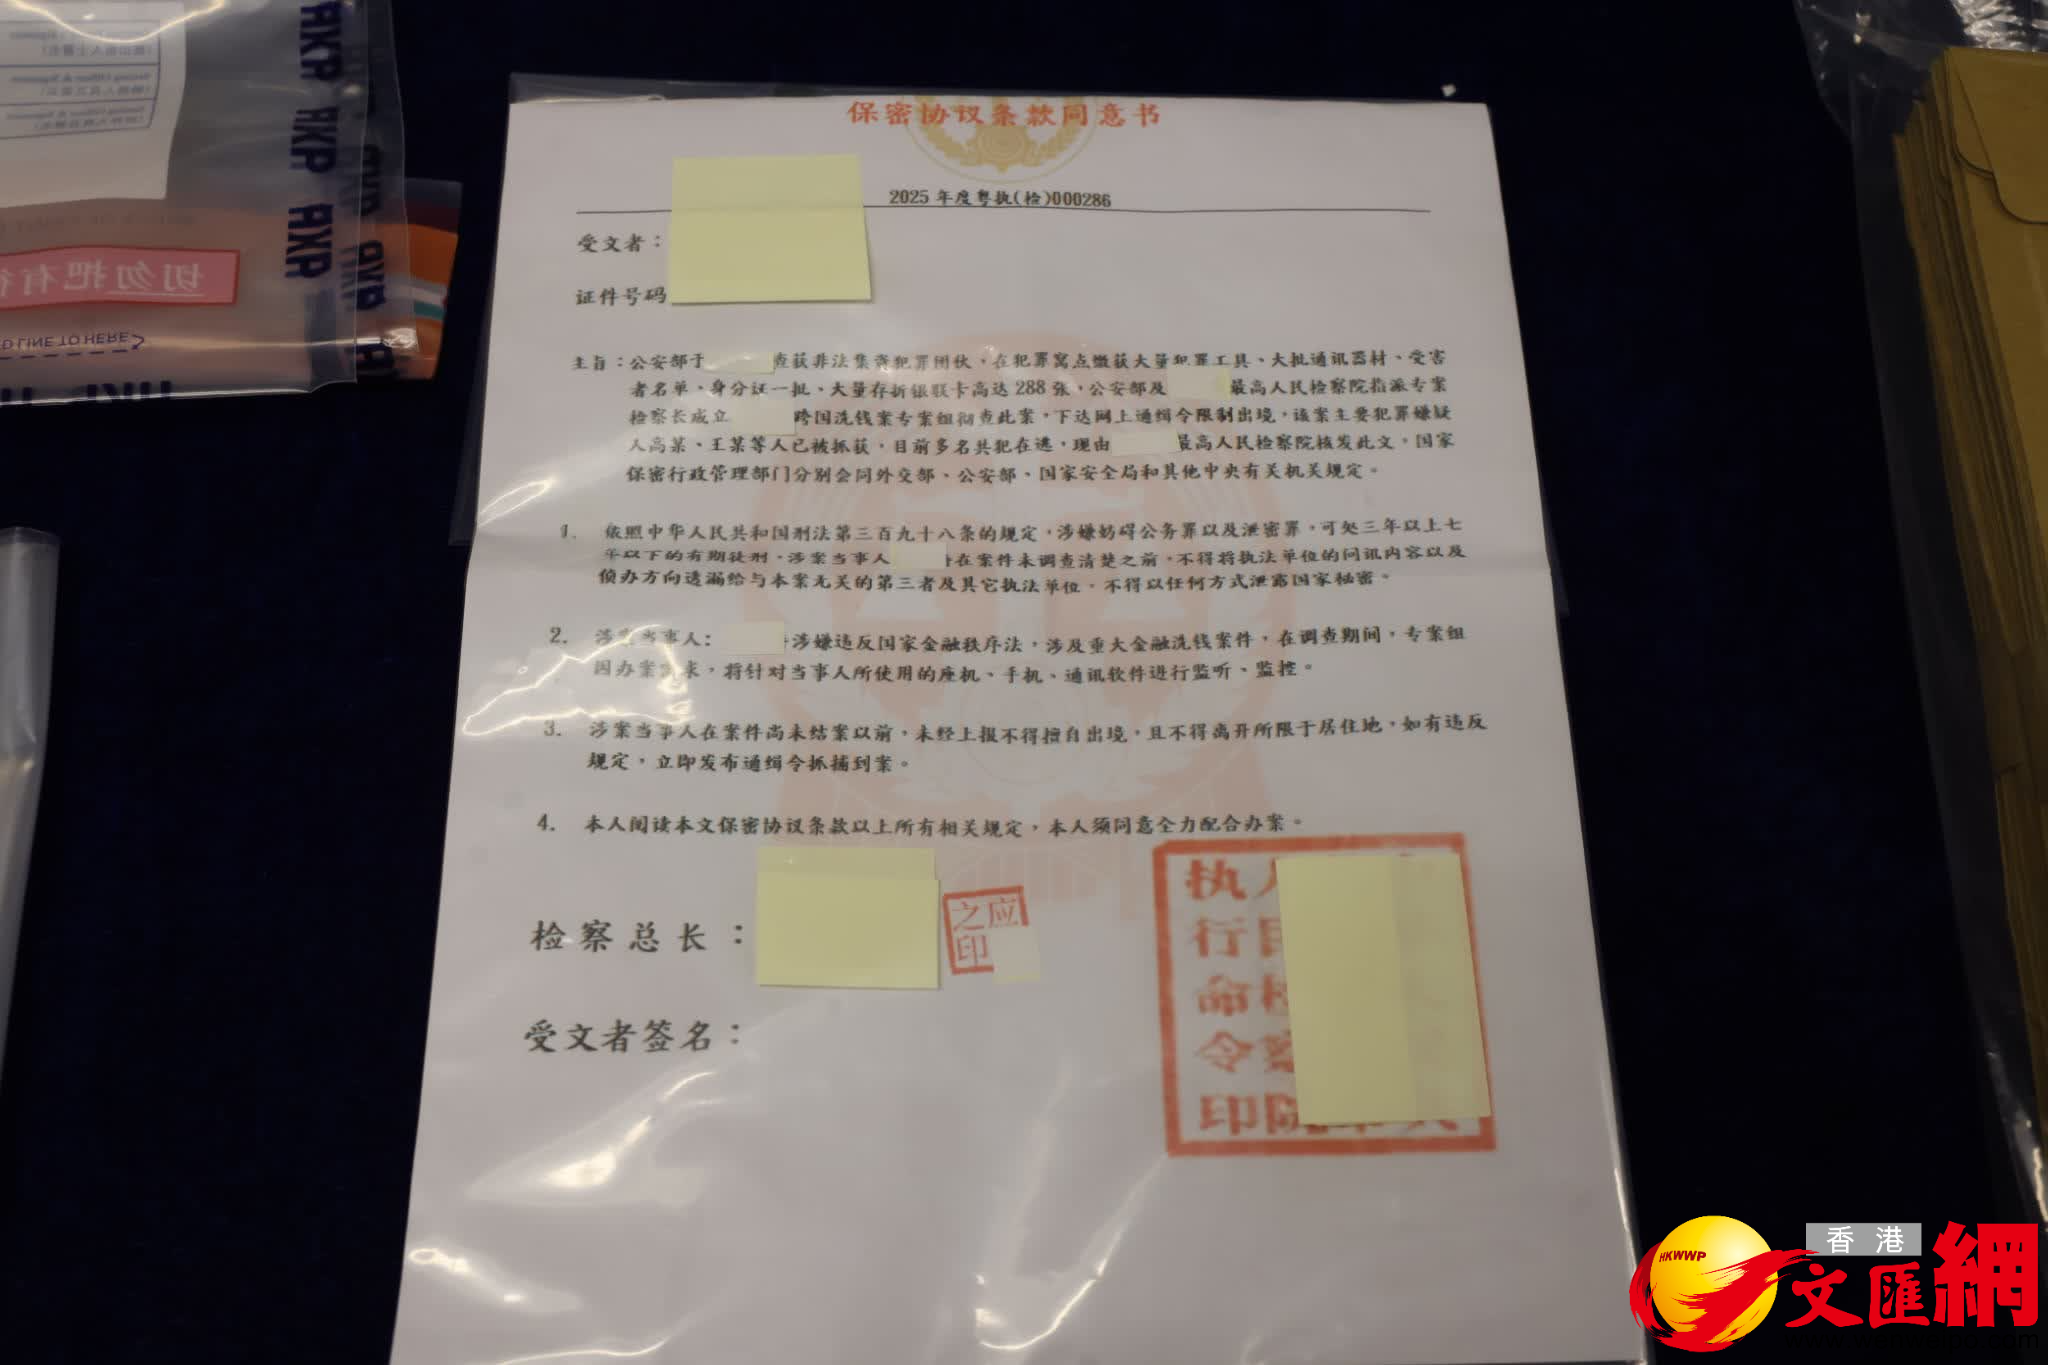 保密协议条款同意书
2025 年度粤执(检)000286
受文者：
证件号码
主旨：公安部于 查获非法集资犯罪团伙，在犯罪窝点缴获大量犯罪工具、大批通讯器材、受害
者名单、身分证一批、大量存折银联卡高达 288 张，公安部及 最高人民检察院指派专案
检察长成立 跨国洗钱案专案组彻查此案，下达网上通缉令限制出境，该案主要犯罪嫌疑
人高某、王某等人已被抓获，目前多名共犯在逃，现由 最高人民检察院核发此文。国家
保密行政管理部门分别会同外交部、公安部、国家安全局和其他中央有关机关规定。
1. 依照中华人民共和国刑法第三百九十八条的规定，涉嫌妨碍公务罪以及泄密罪，可处三年以上七
年以下的有期徒刑，涉案当事人 在案件未调查清楚之前，不得将执法单位的问讯内容以及
侦办方向透漏给与本案无关的第三者及其它执法单位，不得以任何方式泄露国家秘密。
2. 涉案当事人： 涉嫌违反国家金融秩序法，涉及重大金融洗钱案件，在调查期间，专案组
因办案需求，将针对当事人所使用的座机、手机、通讯软件进行监听、监控。
3. 涉案当事人在案件尚未结案以前，未经上报不得擅自出境，且不得离开所限于居住地，如有违反
规定，立即发布通缉令抓捕到案。
4. 本人阅读本文保密协议条款以上所有相关规定，本人须同意全力配合办案。
检察总长：
应
之印
受文者签名：
执行命令印
院
AKP AKP AKP
切勿把有
D LINE TO HERE
HKWWP
香港
文匯網